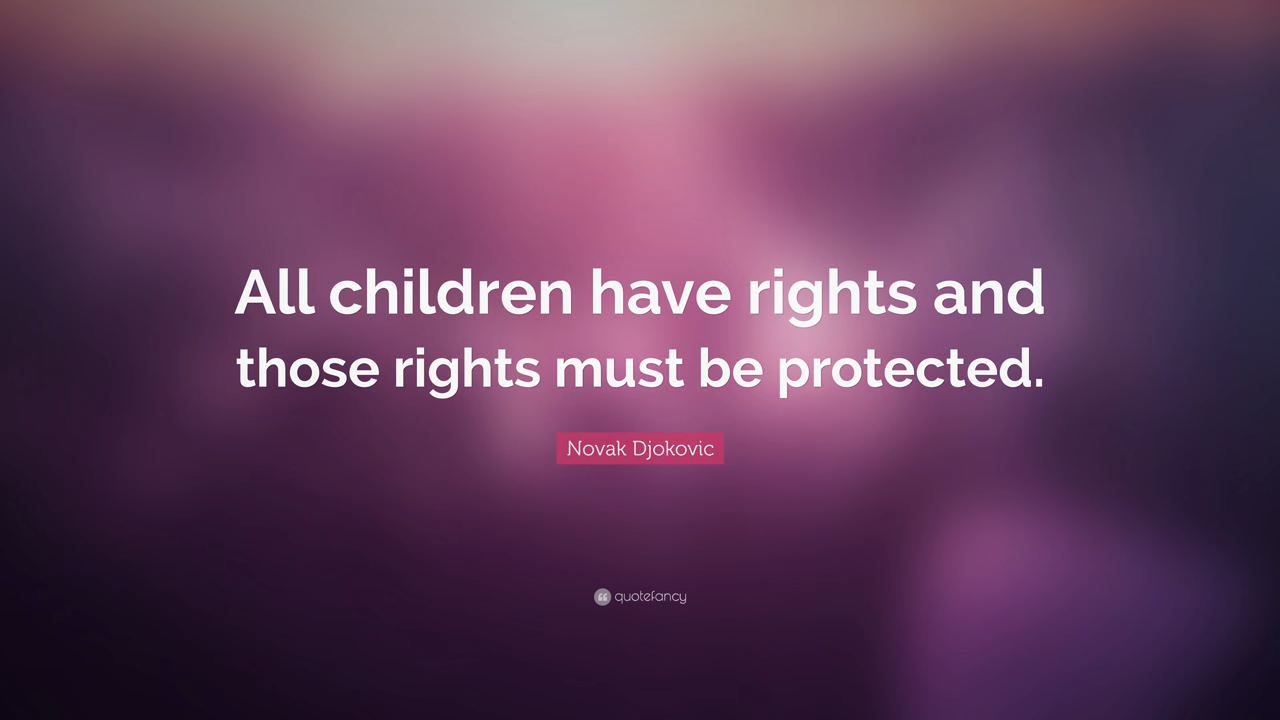 All children have rights and
those rights must be protected.
Novak Djokovic
quotefancy